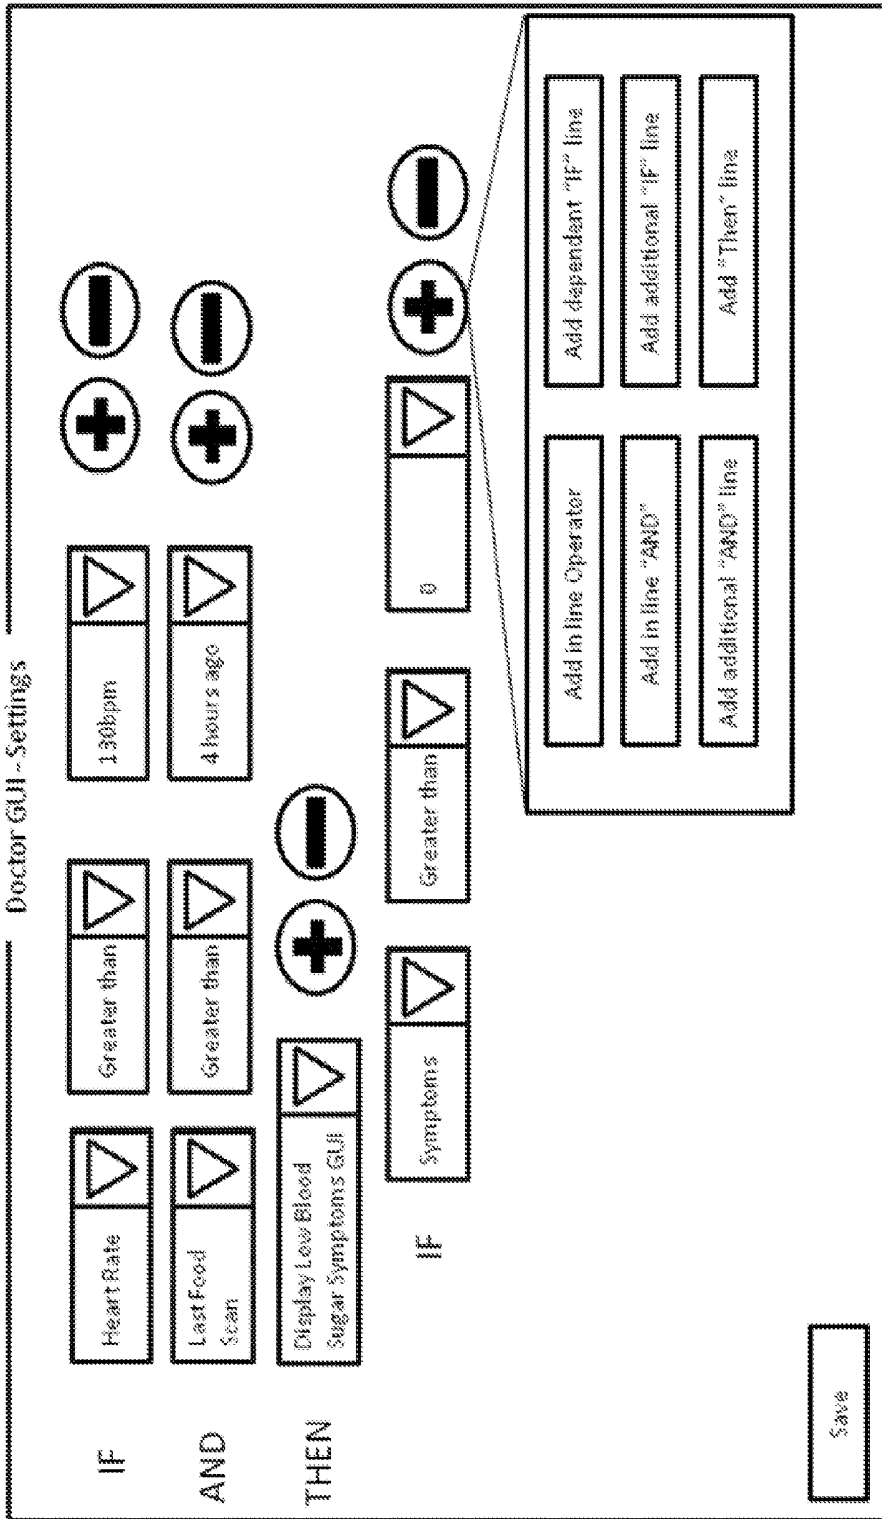 Doctor GUI - Settings
IF Heart Rate Greater than 130bpm
AND Last Food Greater than 4 hours ago
Scan
THEN Display Low Blood
Sugar Symptoms GUI
IF Symptoms Greater than 0
Add in line Operator Add dependent "IF" line
Add in line "AND" Add additional "IF" line
Add additional "AND" line Add "Then" line
Save